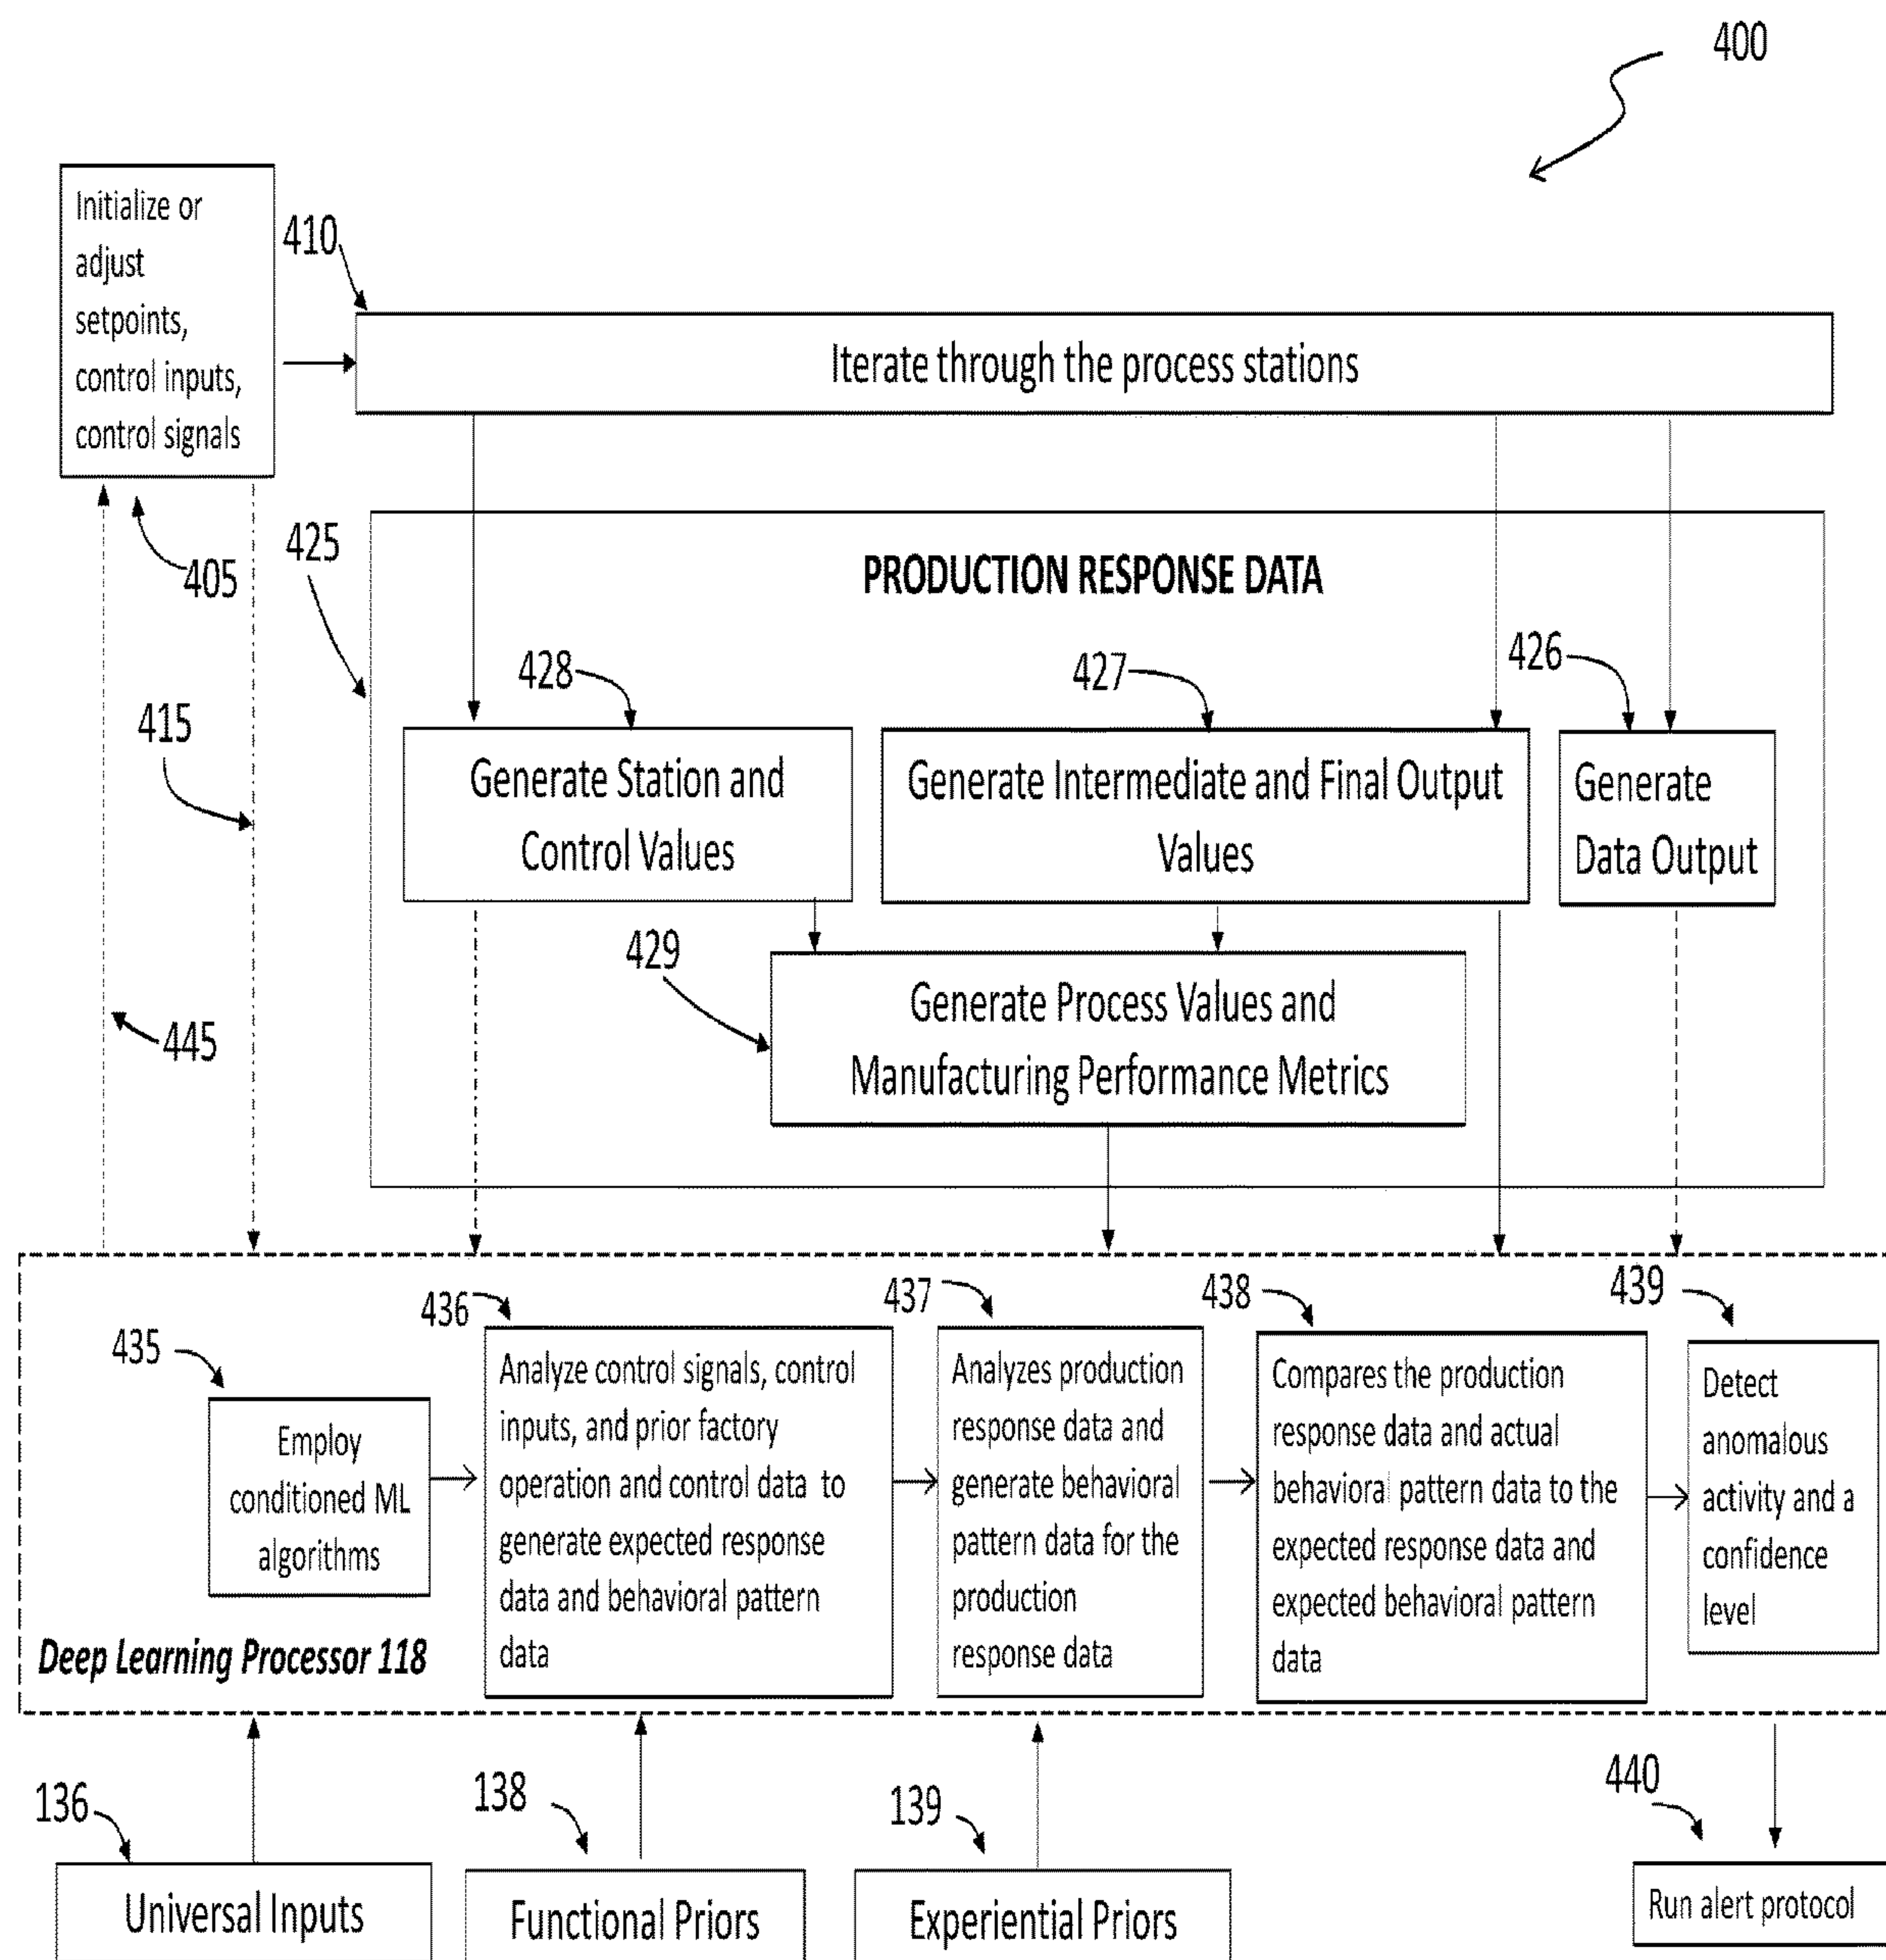 400
Initialize or
adjust
setpoints,
control inputs,
control signals
410
Iterate through the process stations
405
425
PRODUCTION RESPONSE DATA
428
427
426
415
Generate Station and
Control Values
Generate Intermediate and Final Output
Values
Generate
Data Output
429
Generate Process Values and
Manufacturing Performance Metrics
445
435
Employ
conditioned ML
algorithms
436
Analyze control signals, control
inputs, and prior factory
operation and control data to
generate expected response
data and behavioral pattern
data
437
Analyzes production
response data and
generate behavioral
pattern data for the
production
response data
438
Compares the production
response data and actual
behavioral pattern data to the
expected response data and
expected behavioral pattern
data
439
Detect
anomalous
activity and a
confidence
level
Deep Learning Processor 118
136
Universal Inputs
138
Functional Priors
139
Experiential Priors
440
Run alert protocol